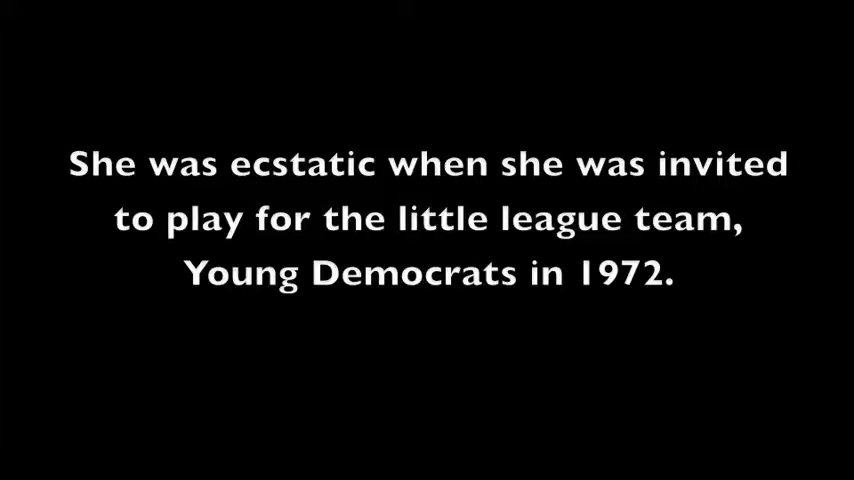 She was ecstatic when she was invited
to play for the little league team,
Young Democrats in 1972.